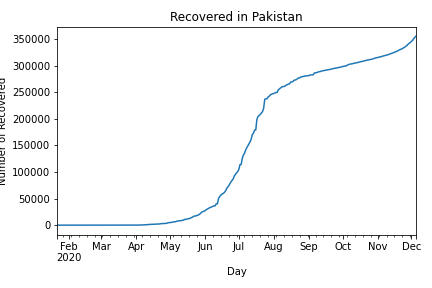 Recovered in Pakistan
Number of Recovered
350000
300000
250000
200000
150000
100000
50000
0
Feb Mar Apr May Jun Jul Aug Sep Oct Nov Dec
2020
Day